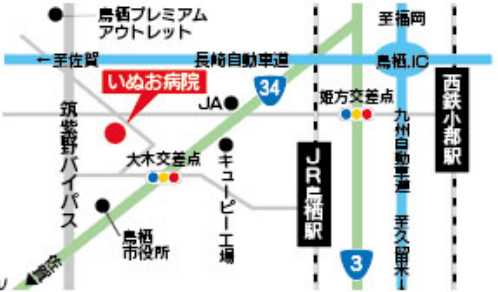 鳥栖プレミアム
アウトレット
至福岡
←至佐賀
長崎自動車道
鳥栖.IC
いぬお病院
34
JA
姫方交差点
西鉄小郡駅
筑紫野バイパス
大木交差点
キューピー工場
JR鳥栖駅
九州自動車道
鳥栖
市役所
佐賀
3
至久留米→